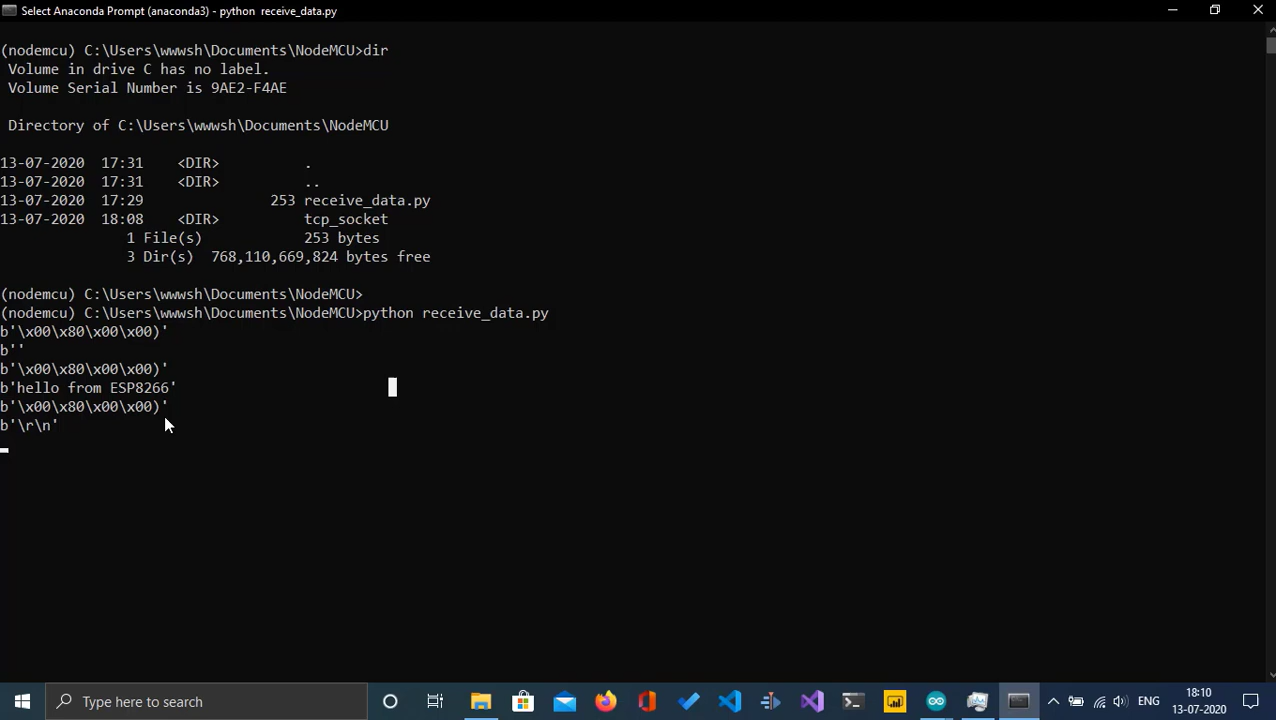 Select Anaconda Prompt (anaconda3) - python  receive_data.py
(nodemcu) C:\Users\wwwsh\Documents\NodeMCU>dir
 Volume in drive C has no label.
 Volume Serial Number is 9AE2-F4AE
 Directory of C:\Users\wwwsh\Documents\NodeMCU
13-07-2020  17:31    <DIR>          .
13-07-2020  17:31    <DIR>          ..
13-07-2020  17:29               253 receive_data.py
13-07-2020  18:08    <DIR>          tcp_socket
               1 File(s)            253 bytes
               3 Dir(s)  768,110,669,824 bytes free
(nodemcu) C:\Users\wwwsh\Documents\NodeMCU>
(nodemcu) C:\Users\wwwsh\Documents\NodeMCU>python receive_data.py
b'\x00\x80\x00\x00)'
b''
b'\x00\x80\x00\x00)'
b'hello from ESP8266'
b'\x00\x80\x00\x00)'
b'\r\n'
Type here to search
ENG
18:10
13-07-2020